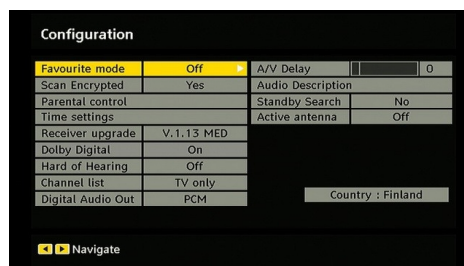 Configuration
Favourite mode Off
Scan Encrypted Yes
Parental control
Time settings
Receiver upgrade V.1.13 MED
Dolby Digital On
Hard of Hearing Off
Channel list TV only
Digital Audio Out PCM
A/V Delay 0
Audio Description
Standby Search No
Active antenna Off
Country : Finland
Navigate